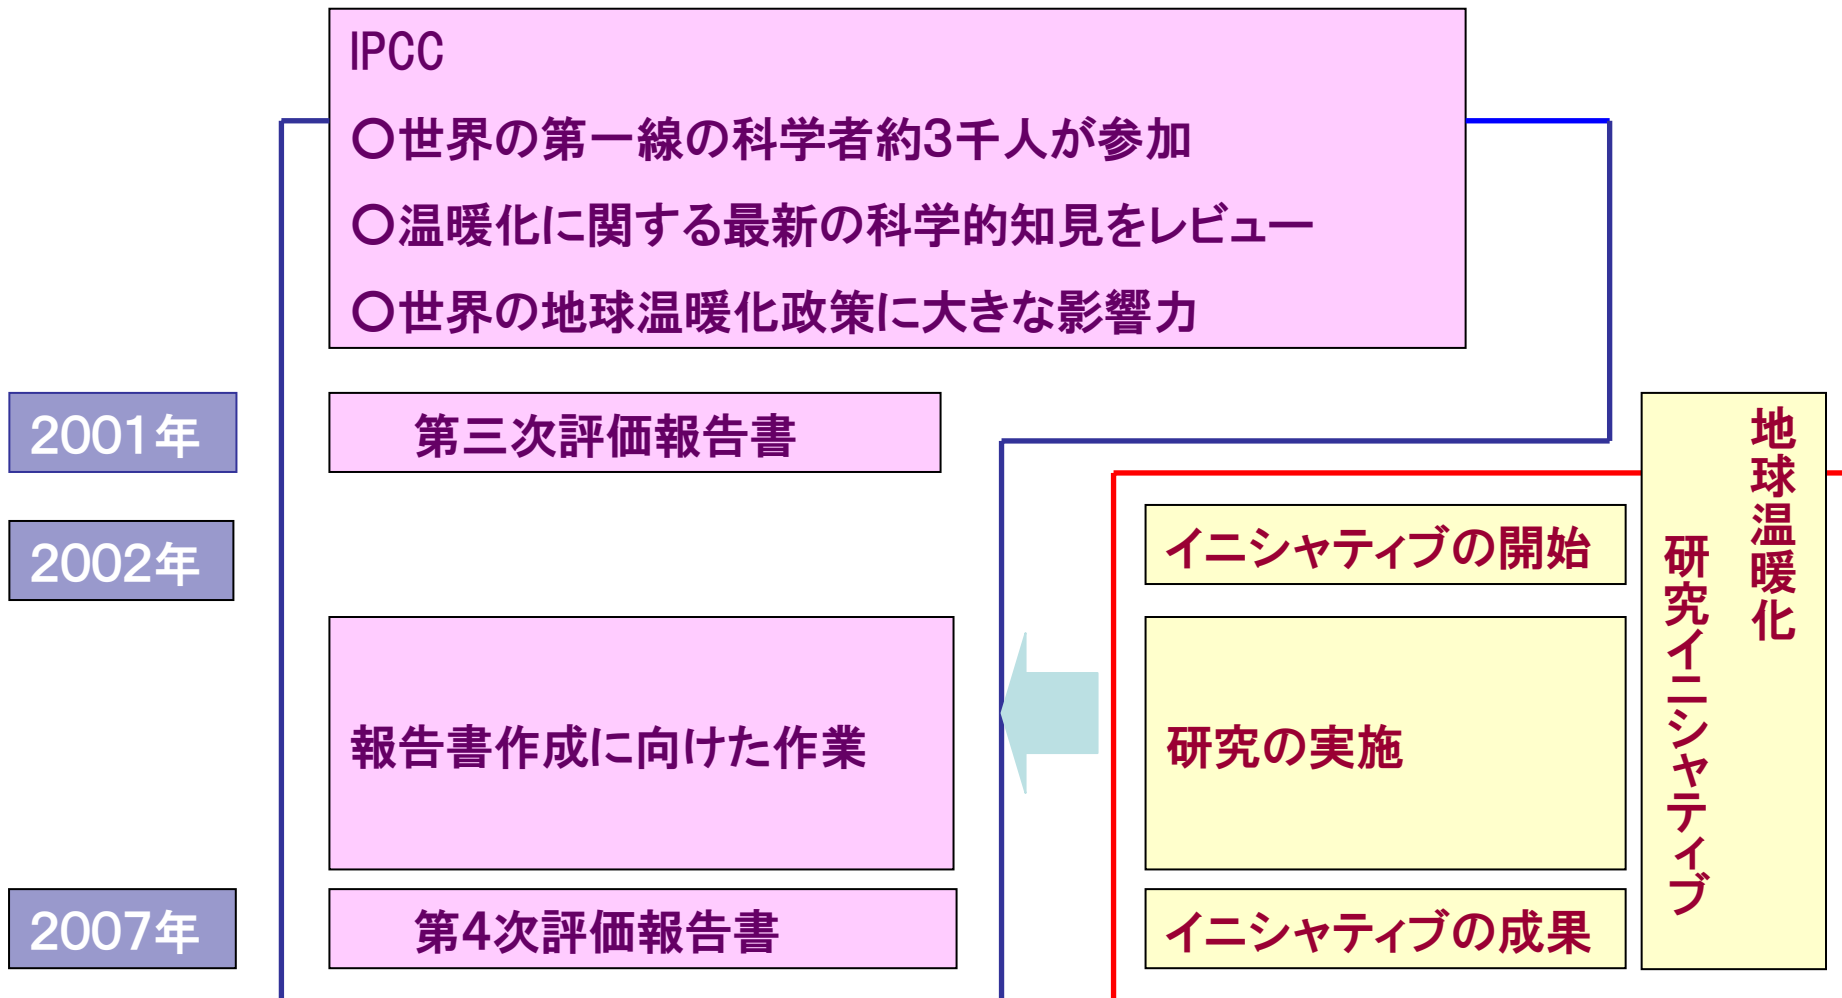 IPCC
○世界の第一線の科学者約3千人が参加
○温暖化に関する最新の科学的知見をレビュー
○世界の地球温暖化政策に大きな影響力
2001年
第三次評価報告書
2002年
イニシャティブの開始
報告書作成に向けた作業
研究の実施
2007年
第4次評価報告書
イニシャティブの成果
地球温暖化
研究イニシャティブ